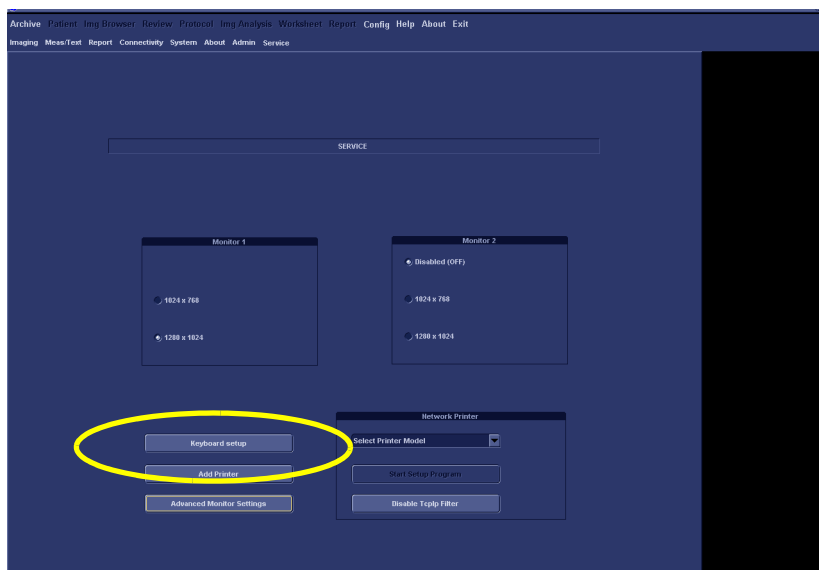 Archive Patient Img Browser Review Protocol Img Analysis Worksheet Report Config Help About Exit
Imaging Meas/Text Report Connectivity System About Admin Service
SERVICE
Monitor 1
Monitor 2
Disabled (OFF)
1024 x 768
1024 x 768
1280 x 1024
1280 x 1024
Network Printer
Keyboard setup
Select Printer Model
Add Printer
Start Setup Program
Advanced Monitor Settings
Disable TcpIp Filter